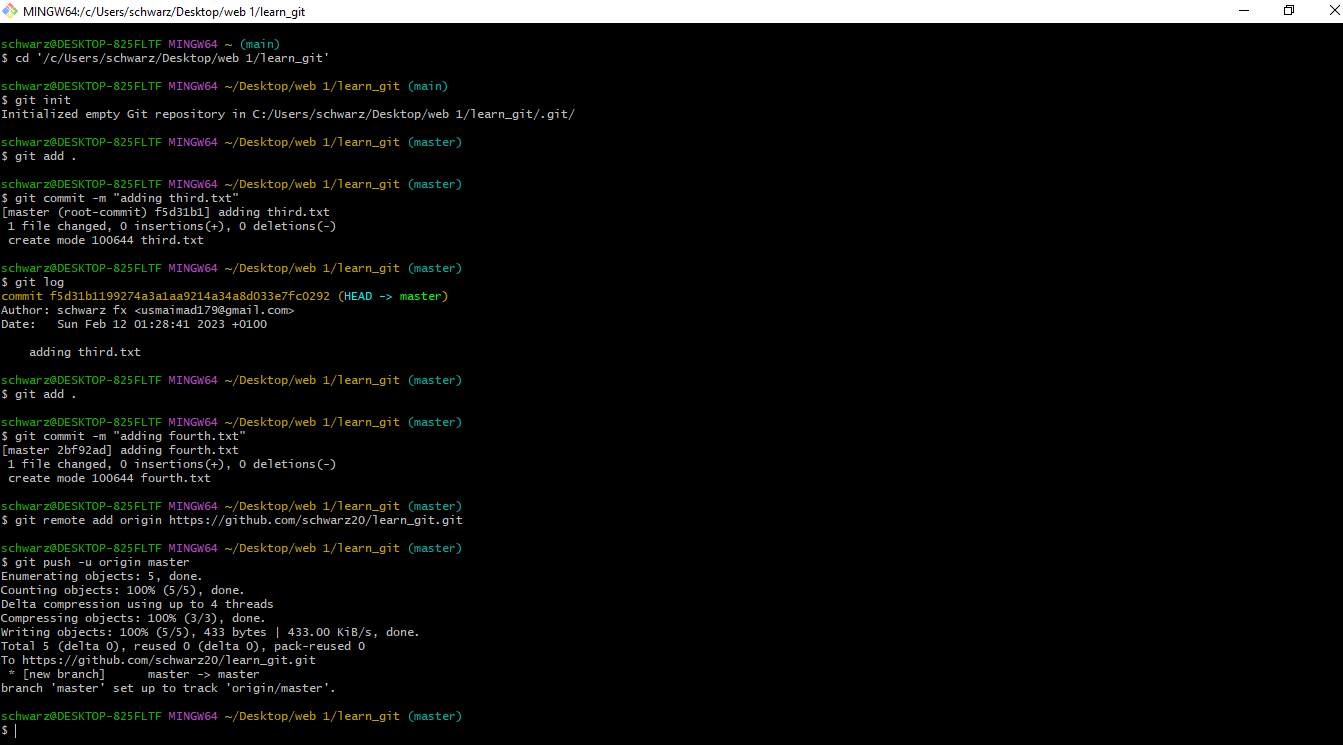 MINGW64:/c/Users/schwarz/Desktop/web 1/learn_git
schwarz@DESKTOP-825FLTF MINGW64 ~ (main)
$ cd '/c/Users/schwarz/Desktop/web 1/learn_git'
schwarz@DESKTOP-825FLTF MINGW64 ~/Desktop/web 1/learn_git (main)
$ git init
Initialized empty Git repository in C:/Users/schwarz/Desktop/web 1/learn_git/.git/
schwarz@DESKTOP-825FLTF MINGW64 ~/Desktop/web 1/learn_git (master)
$ git add .
schwarz@DESKTOP-825FLTF MINGW64 ~/Desktop/web 1/learn_git (master)
$ git commit -m "adding third.txt"
[master (root-commit) f5d31b1] adding third.txt
 1 file changed, 0 insertions(+), 0 deletions(-)
 create mode 100644 third.txt
schwarz@DESKTOP-825FLTF MINGW64 ~/Desktop/web 1/learn_git (master)
$ git log
commit f5d31b1199274a3a1aa9214a34a8d033e7fc0292 (HEAD -> master)
Author: schwarz fx <usmaimad179@gmail.com>
Date:   Sun Feb 12 01:28:41 2023 +0100
    adding third.txt
schwarz@DESKTOP-825FLTF MINGW64 ~/Desktop/web 1/learn_git (master)
$ git add .
schwarz@DESKTOP-825FLTF MINGW64 ~/Desktop/web 1/learn_git (master)
$ git commit -m "adding fourth.txt"
[master 2bf92ad] adding fourth.txt
 1 file changed, 0 insertions(+), 0 deletions(-)
 create mode 100644 fourth.txt
schwarz@DESKTOP-825FLTF MINGW64 ~/Desktop/web 1/learn_git (master)
$ git remote add origin https://github.com/schwarz20/learn_git.git
schwarz@DESKTOP-825FLTF MINGW64 ~/Desktop/web 1/learn_git (master)
$ git push -u origin master
Enumerating objects: 5, done.
Counting objects: 100% (5/5), done.
Delta compression using up to 4 threads
Compressing objects: 100% (3/3), done.
Writing objects: 100% (5/5), 433 bytes | 433.00 KiB/s, done.
Total 5 (delta 0), reused 0 (delta 0), pack-reused 0
To https://github.com/schwarz20/learn_git.git
 * [new branch]      master -> master
branch 'master' set up to track 'origin/master'.
schwarz@DESKTOP-825FLTF MINGW64 ~/Desktop/web 1/learn_git (master)
$